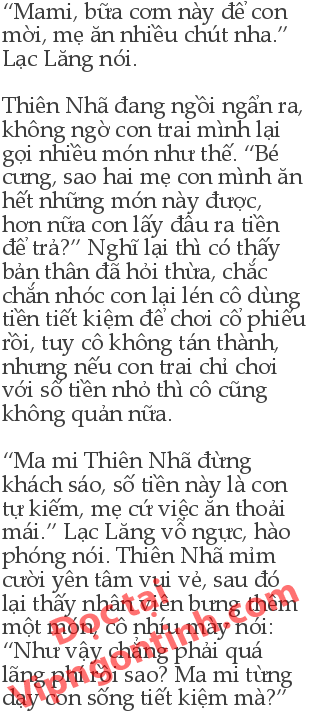 “Mami, bữa cơm này để con
mời, mẹ ăn nhiều chút nha.”
Lạc Lăng nói.
Thiên Nhã đang ngồi ngẩn ra,
không ngờ con trai mình lại
gọi nhiều món như thế. “Bé
cưng, sao hai mẹ con mình ăn
hết những món này được,
hơn nữa con lấy đâu ra tiền
để trả?” Nghĩ lại thì có thấy
bản thân đã hỏi thừa, chắc
chắn nhóc con lại lén cô dùng
tiền tiết kiệm để chơi cổ phiếu
rồi, tuy cô không tán thành,
nhưng nếu con trai chỉ chơi
với số tiền nhỏ thì cô cũng
không quản nữa.
“Ma mi Thiên Nhã đừng
khách sáo, số tiền này là con
tự kiếm, mẹ cứ việc ăn thoải
mái.” Lạc Lăng vỗ ngực, hào
phóng nói. Thiên Nhã mỉm
cười yên tâm vui vẻ, sau đó
lại thấy nhân viên bưng thêm
một món, cô nhíu mày nói:
“Như vậy chẳng phải quá
lãng phí rồi sao? Ma mi từng
dạy con sống tiết kiệm mà?”
Đọc tại
Vipngontinh.com